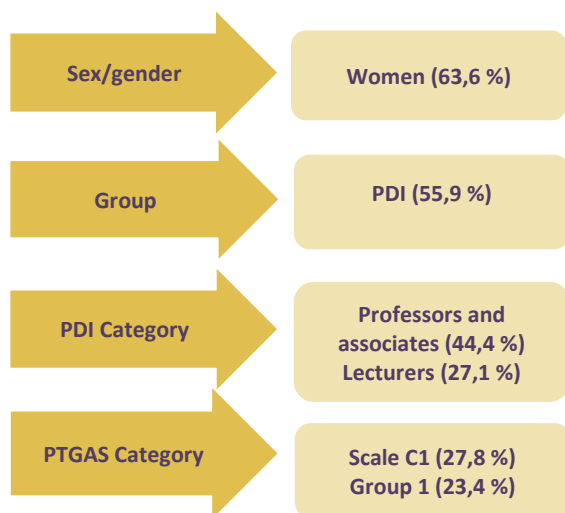 Sex/gender
Women (63,6 %)
Group
PDI (55,9 %)
PDI Category
Professors and
associates (44,4 %)
Lecturers (27,1 %)
PTGAS Category
Scale C1 (27,8 %)
Group 1 (23,4 %)